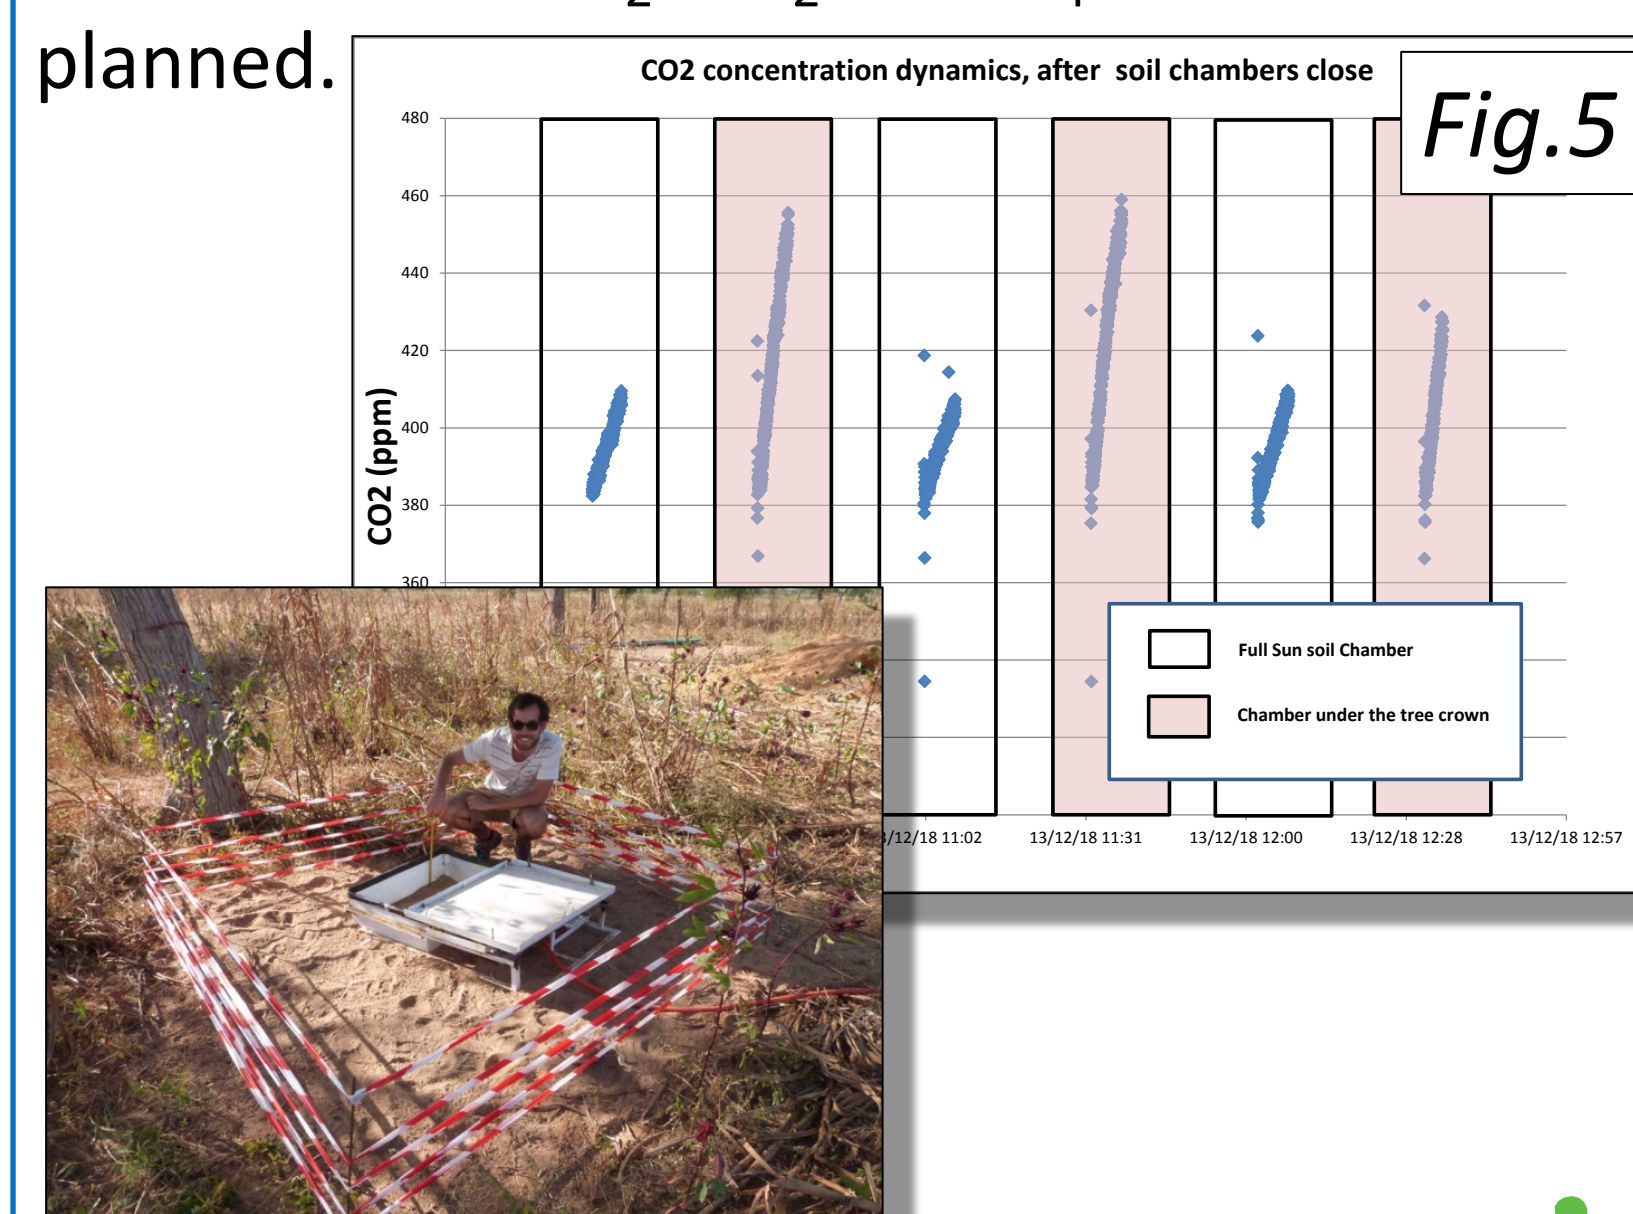 planned.
CO2 concentration dynamics, after soil chambers close
Fig.5
CO2 (ppm)
480
460
440
420
400
380
360
Full Sun soil Chamber
Chamber under the tree crown
3/12/18 11:02
13/12/18 11:31
13/12/18 12:00
13/12/18 12:28
13/12/18 12:57